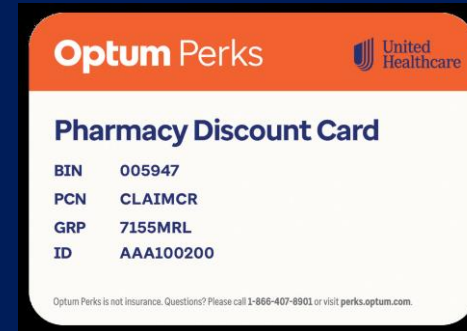 Optum Perks
United
Healthcare
Pharmacy Discount Card
BIN 005947
PCN CLAIMCR
GRP 7155MRL
ID AAA100200
Optum Perks is not insurance. Questions? Please call 1-866-407-8901 or visit perks.optum.com.